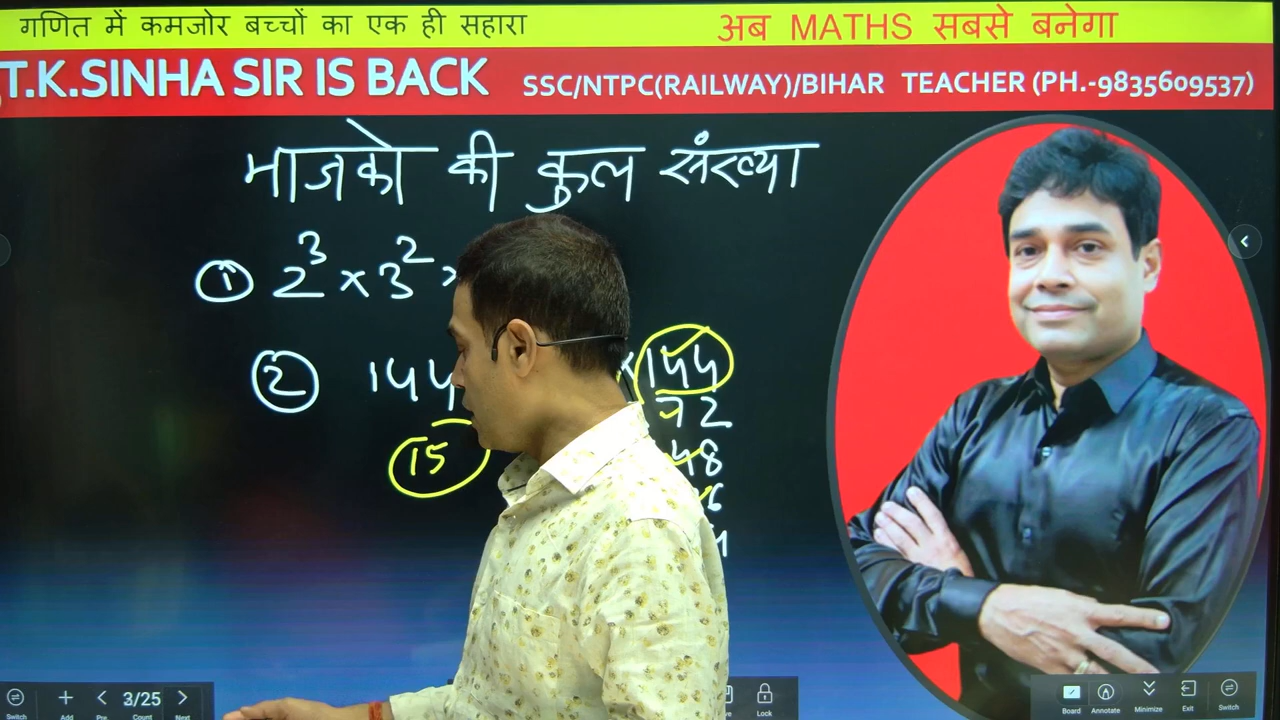 गणित में कमजोर बच्चों का एक ही सहारा अब MATHS सबसे बनेगा
T.K.SINHA SIR IS BACK SSC/NTPC(RAILWAY)/BIHAR TEACHER (PH.-9835609537)
भाजको की कुल संख्या
① 2³ × 3² ×
② 144
144
72
15
48
Switch Add Pre 3/25 Count Next Lock Board Annotate Minimize Exit Switch